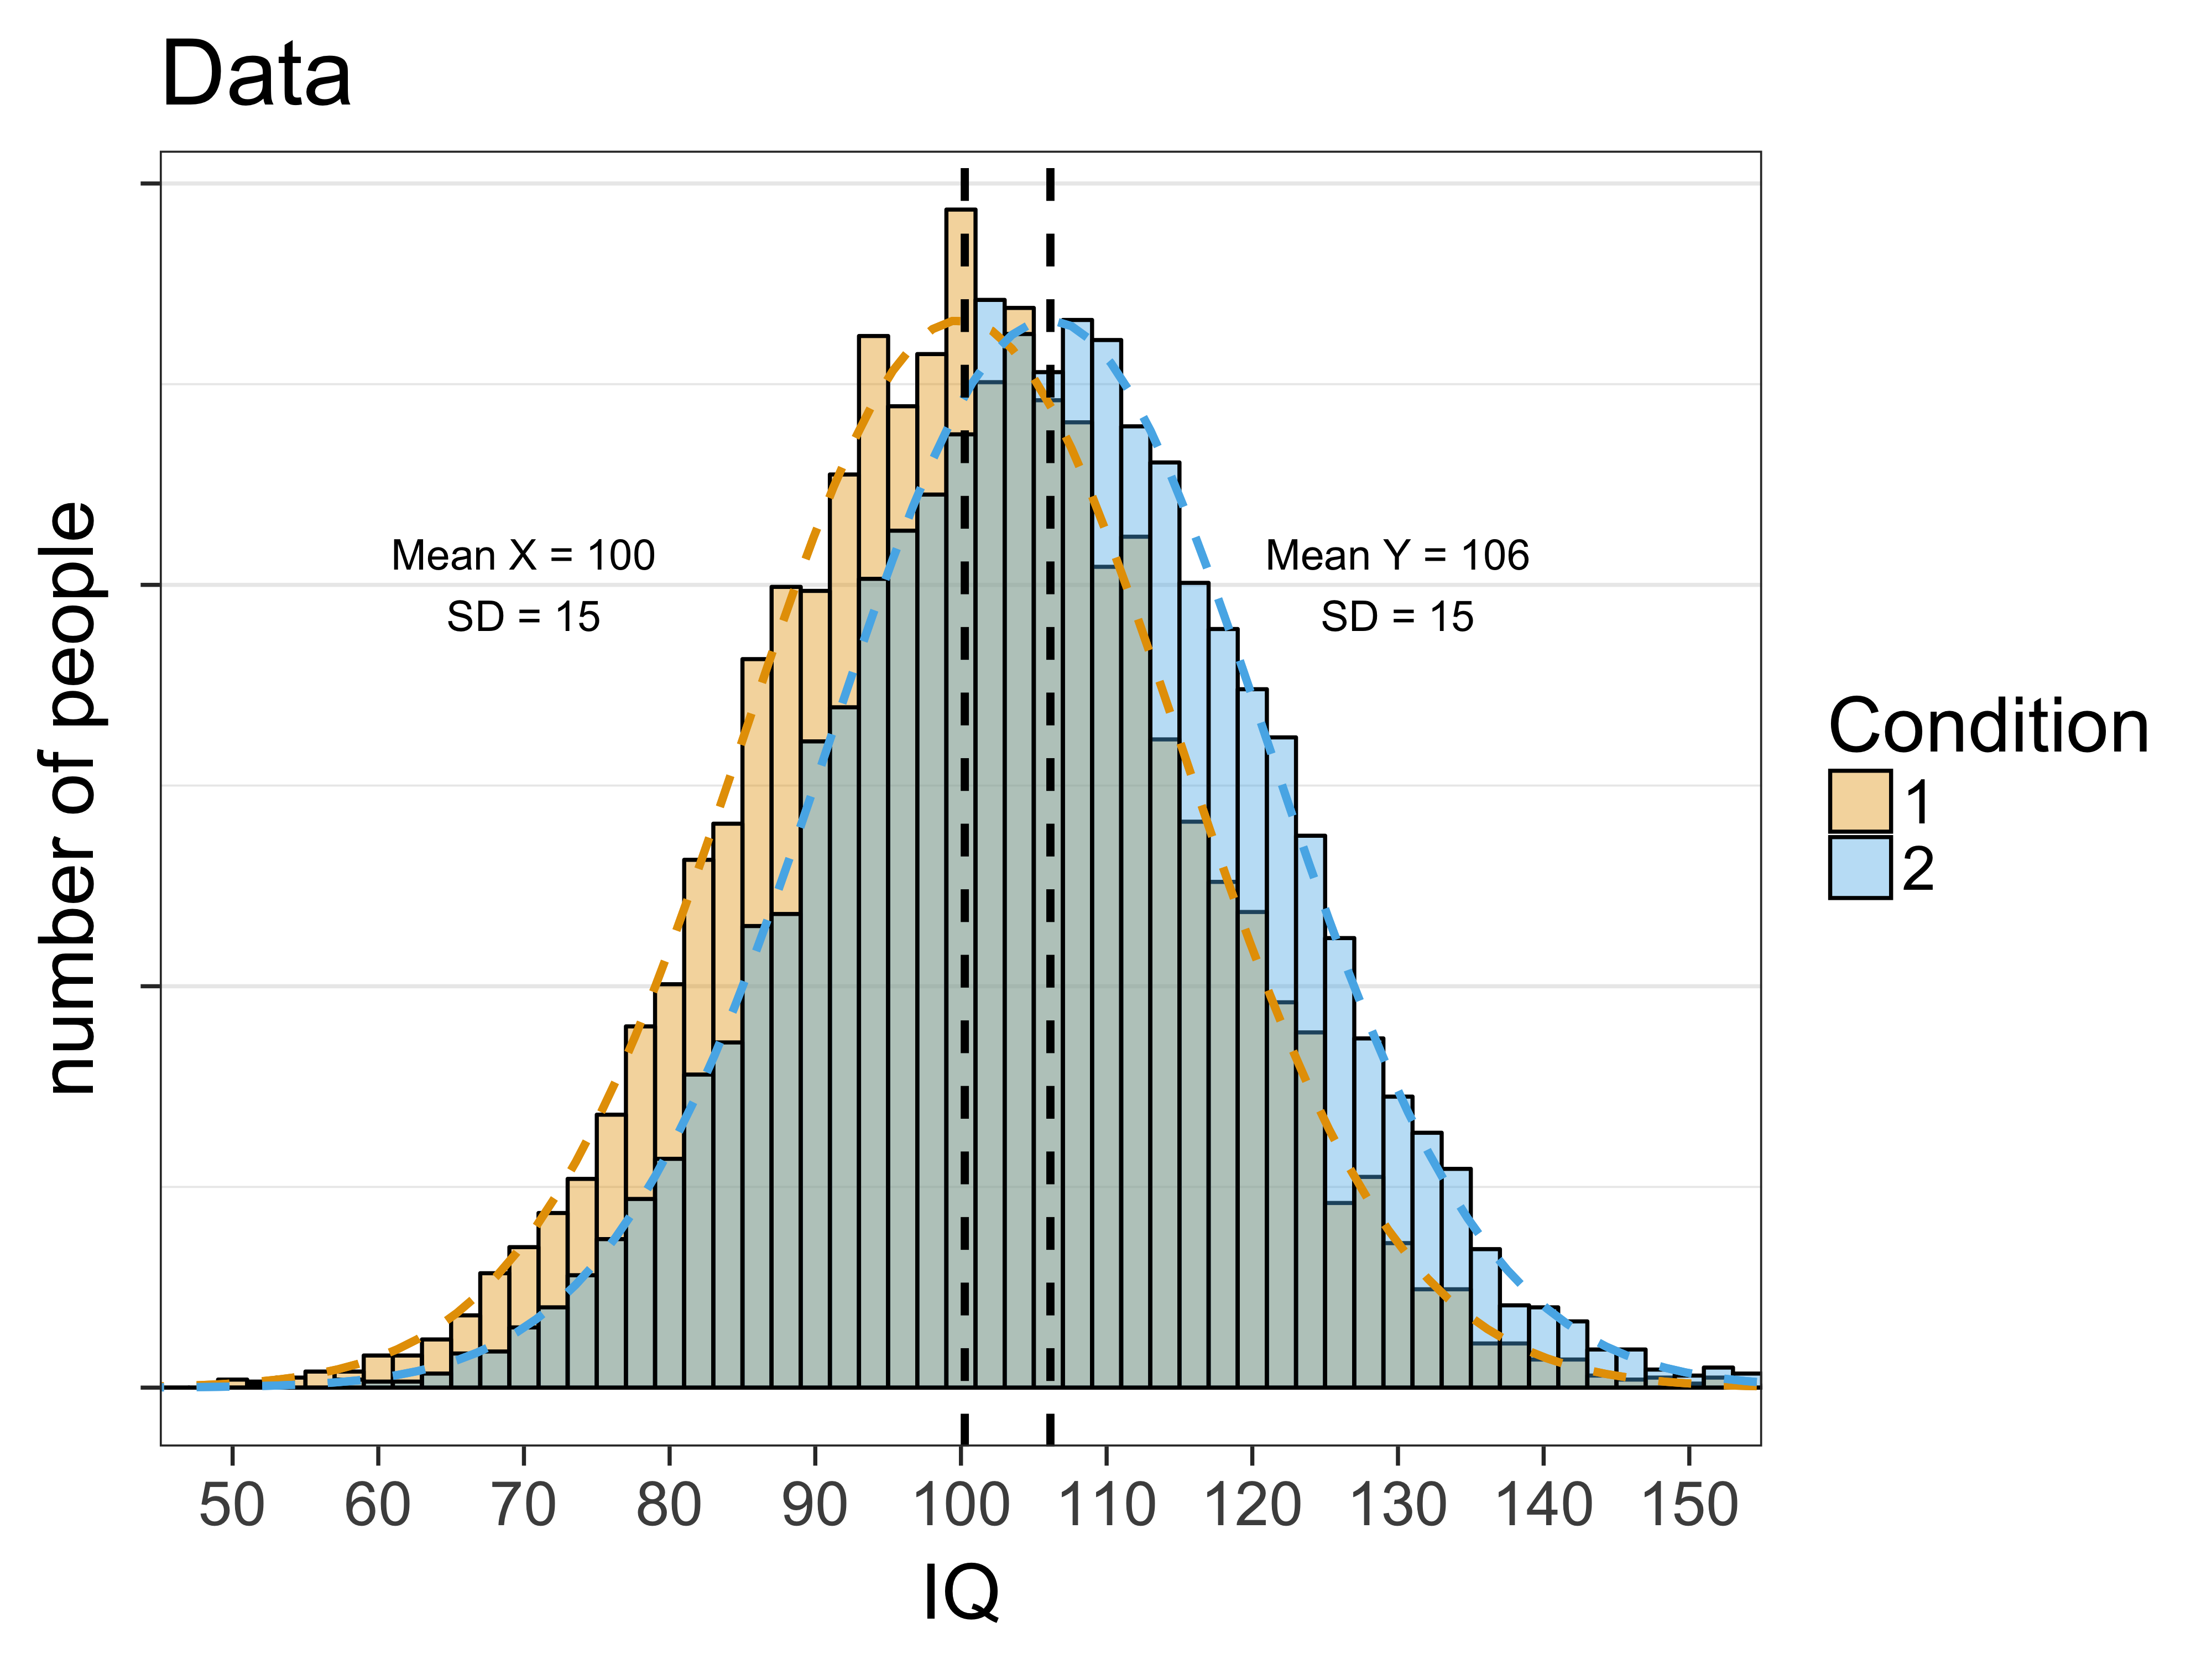 Data
number of people
Mean X = 100
SD = 15
Mean Y = 106
SD = 15
Condition
1
2
50 60 70 80 90 100 110 120 130 140 150
IQ